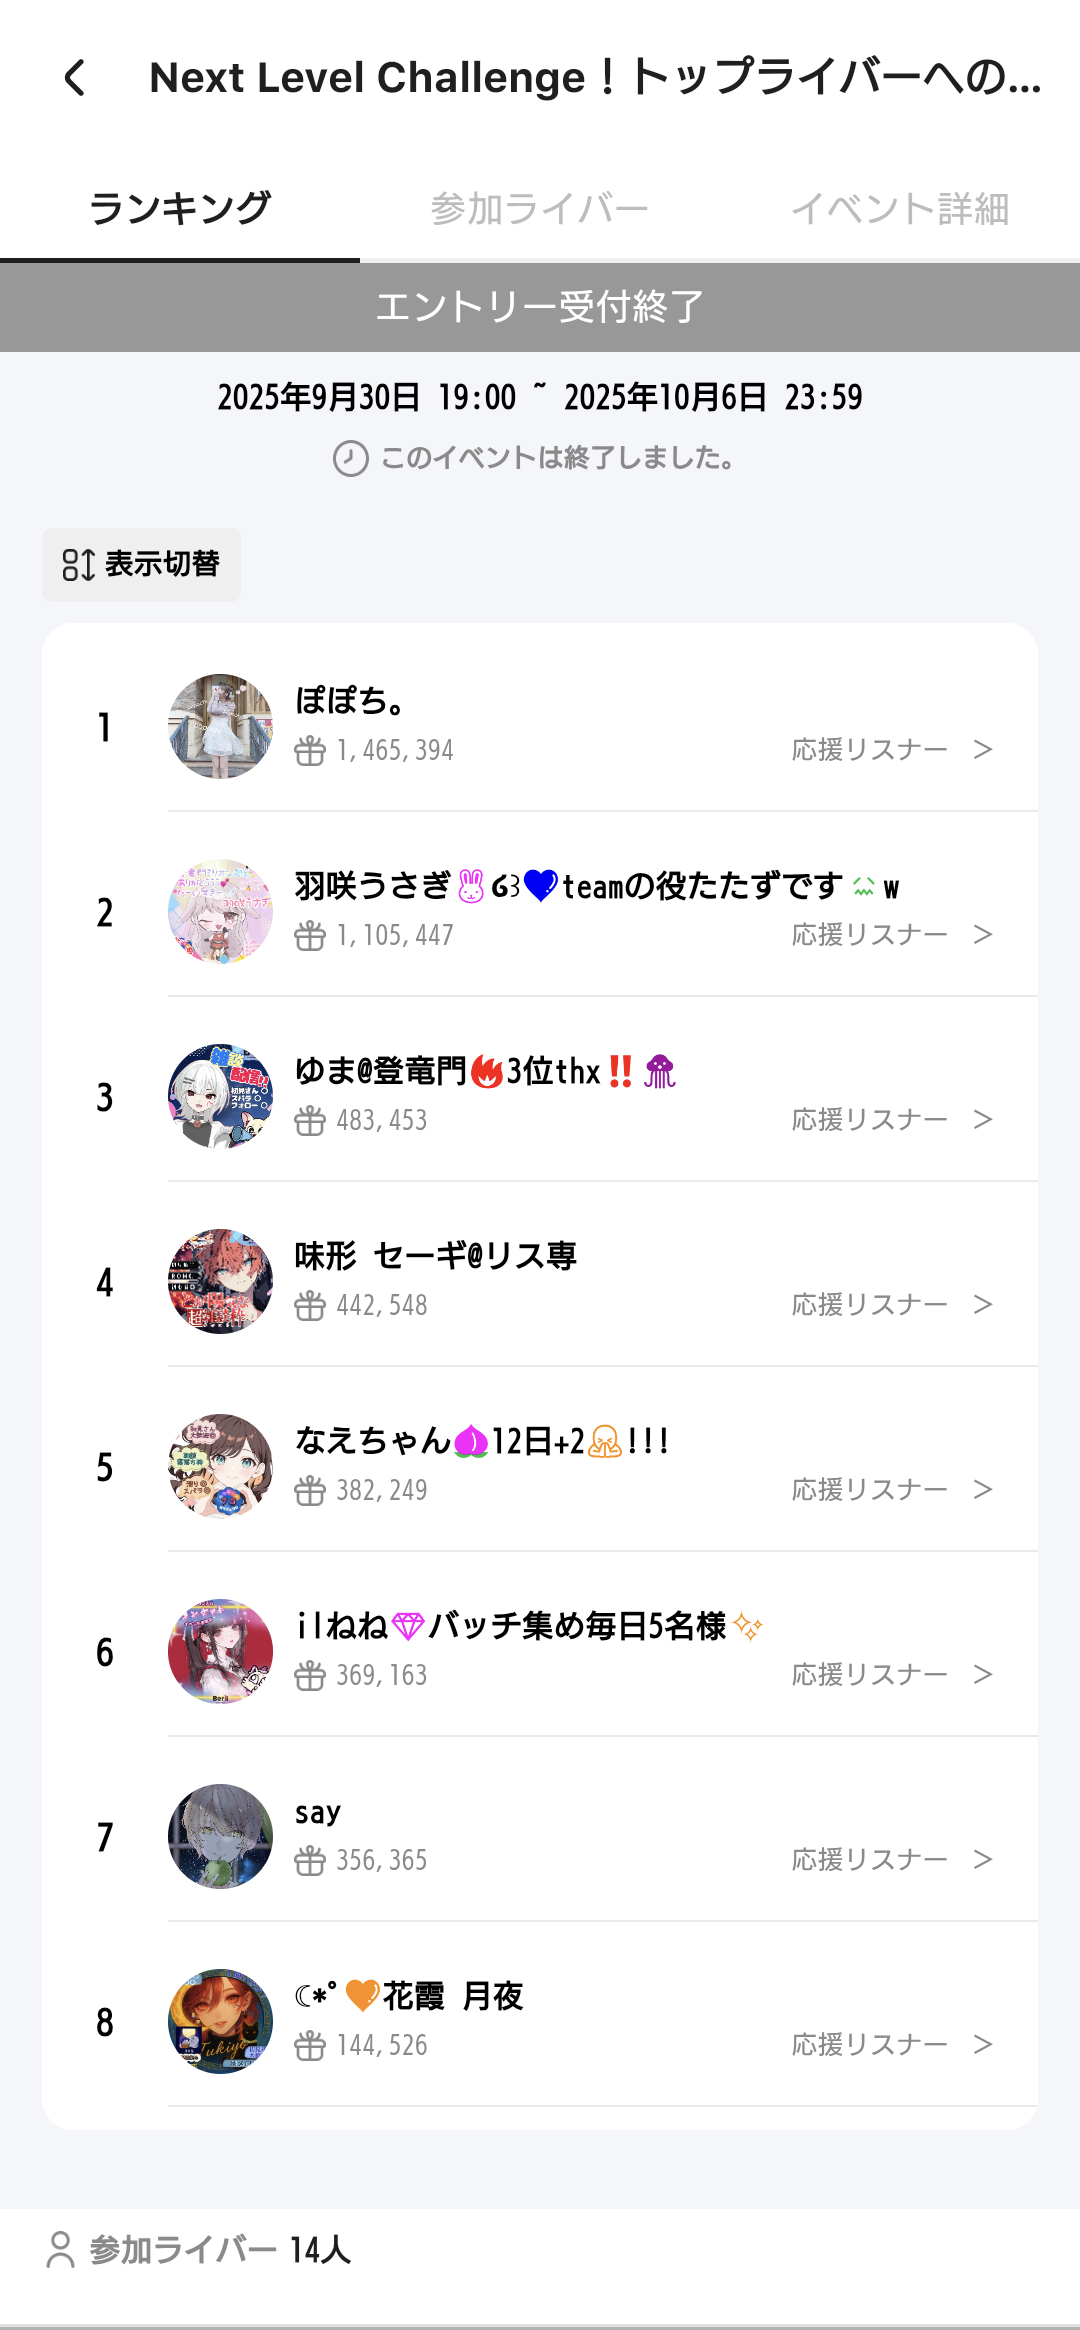 Next Level Challenge！トップライバーへの...
ランキング 参加ライバー イベント詳細
エントリー受付終了
2025年9月30日 19:00 ~ 2025年10月6日 23:59
このイベントは終了しました。
表示切替
1
ぽぽち。
1,465,394 応援リスナー >
2
羽咲うさぎ🐰໒꒱💙teamの役たたずです^^w
1,105,447 応援リスナー >
3
ゆま@登竜門🔥3位thx‼️🪼
483,453 応援リスナー >
4
味形 セーギ@リス専
442,548 応援リスナー >
5
なえちゃん🍑12日+2🙏!!!
382,249 応援リスナー >
6
ilねね💎バッチ集め毎日5名様✨
369,163 応援リスナー >
7
say
356,365 応援リスナー >
8
☾*ﾟ🧡花霞 月夜
144,526 応援リスナー >
参加ライバー 14人